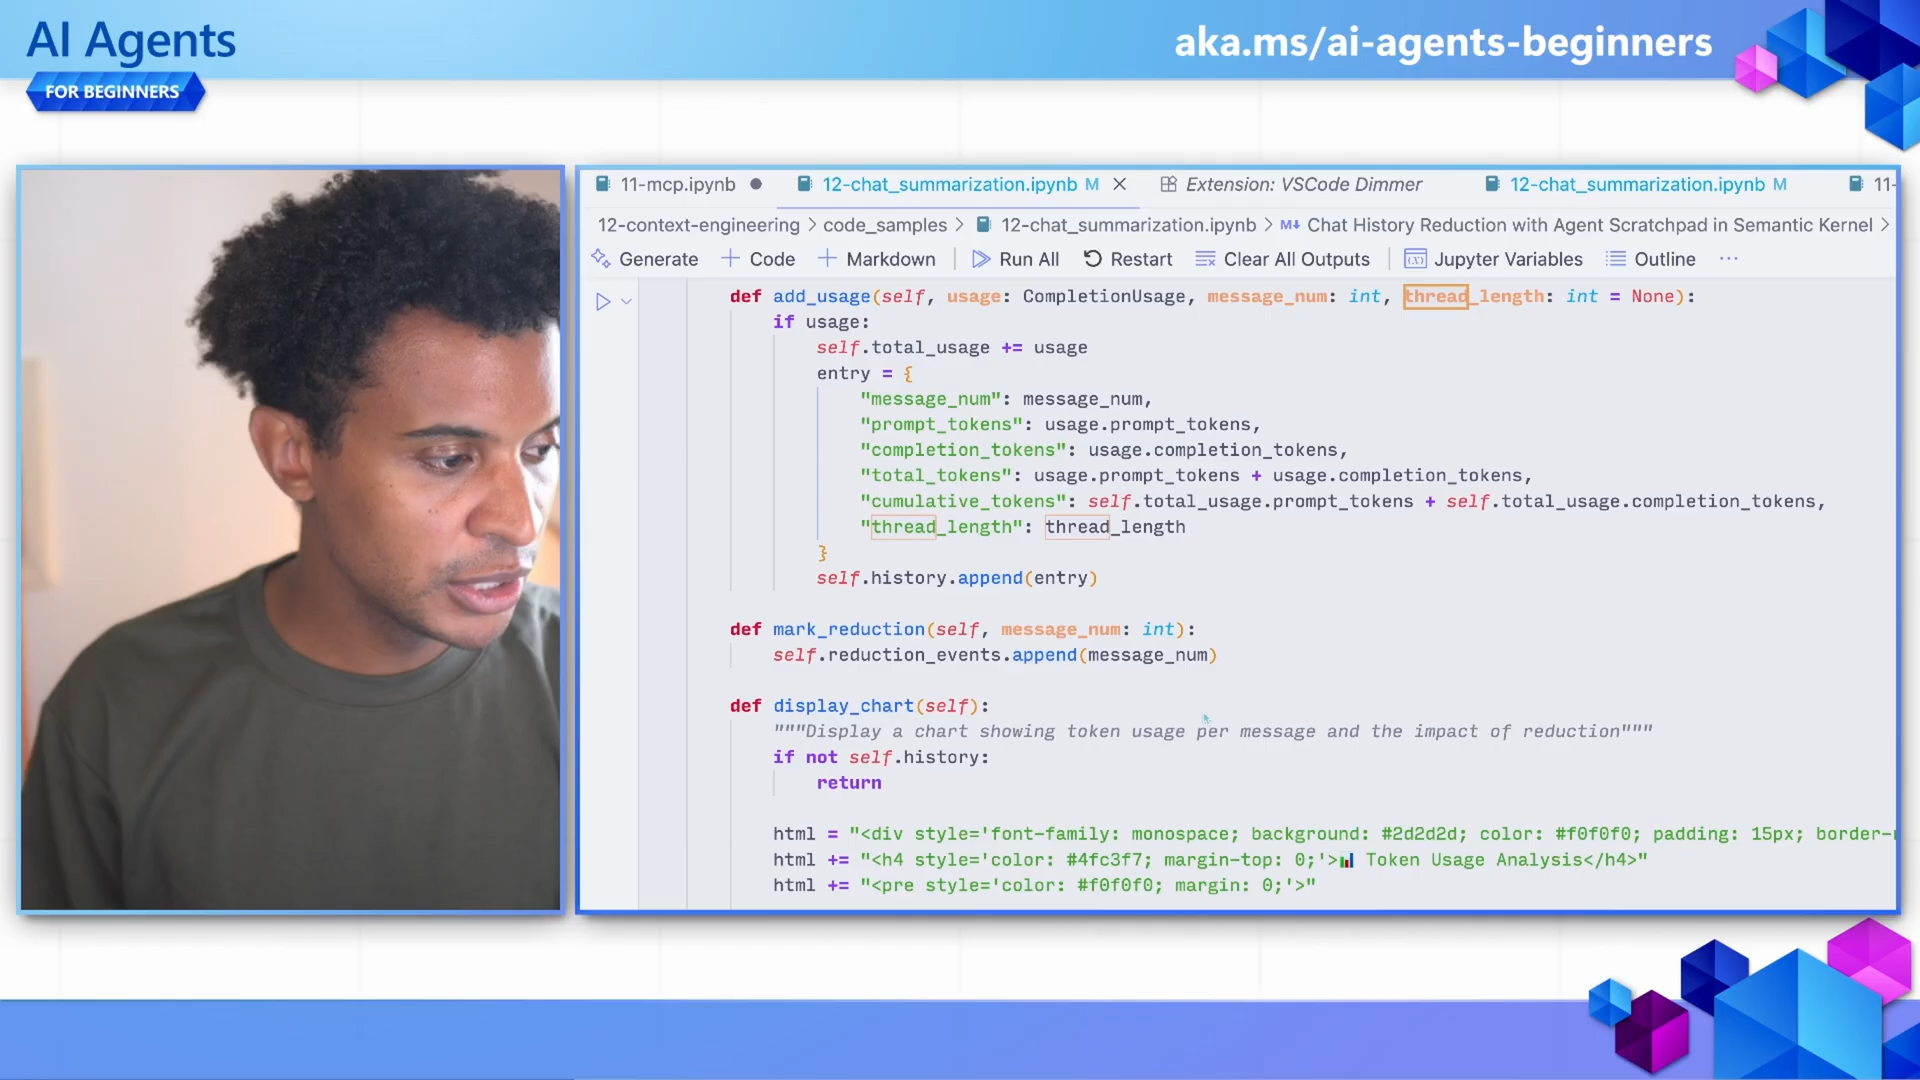 AI Agents
FOR BEGINNERS
aka.ms/ai-agents-beginners
11-mcp.ipynb
12-chat_summarization.ipynb M
Extension: VSCode Dimmer
12-chat_summarization.ipynb M
11-
12-context-engineering > code_samples > 12-chat_summarization.ipynb > M↓ Chat History Reduction with Agent Scratchpad in Semantic Kernel >
Generate + Code + Markdown Run All Restart Clear All Outputs Jupyter Variables Outline ...
def add_usage(self, usage: CompletionUsage, message_num: int, thread_length: int = None):
if usage:
self.total_usage += usage
entry = {
"message_num": message_num,
"prompt_tokens": usage.prompt_tokens,
"completion_tokens": usage.completion_tokens,
"total_tokens": usage.prompt_tokens + usage.completion_tokens,
"cumulative_tokens": self.total_usage.prompt_tokens + self.total_usage.completion_tokens,
"thread_length": thread_length
}
self.history.append(entry)
def mark_reduction(self, message_num: int):
self.reduction_events.append(message_num)
def display_chart(self):
"""Display a chart showing token usage per message and the impact of reduction"""
if not self.history:
return
html = "<div style='font-family: monospace; background: #2d2d2d; color: #f0f0f0; padding: 15px; border-
html += "<h4 style='color: #4fc3f7; margin-top: 0;'>📊 Token Usage Analysis</h4>"
html += "<pre style='color: #f0f0f0; margin: 0;'>"